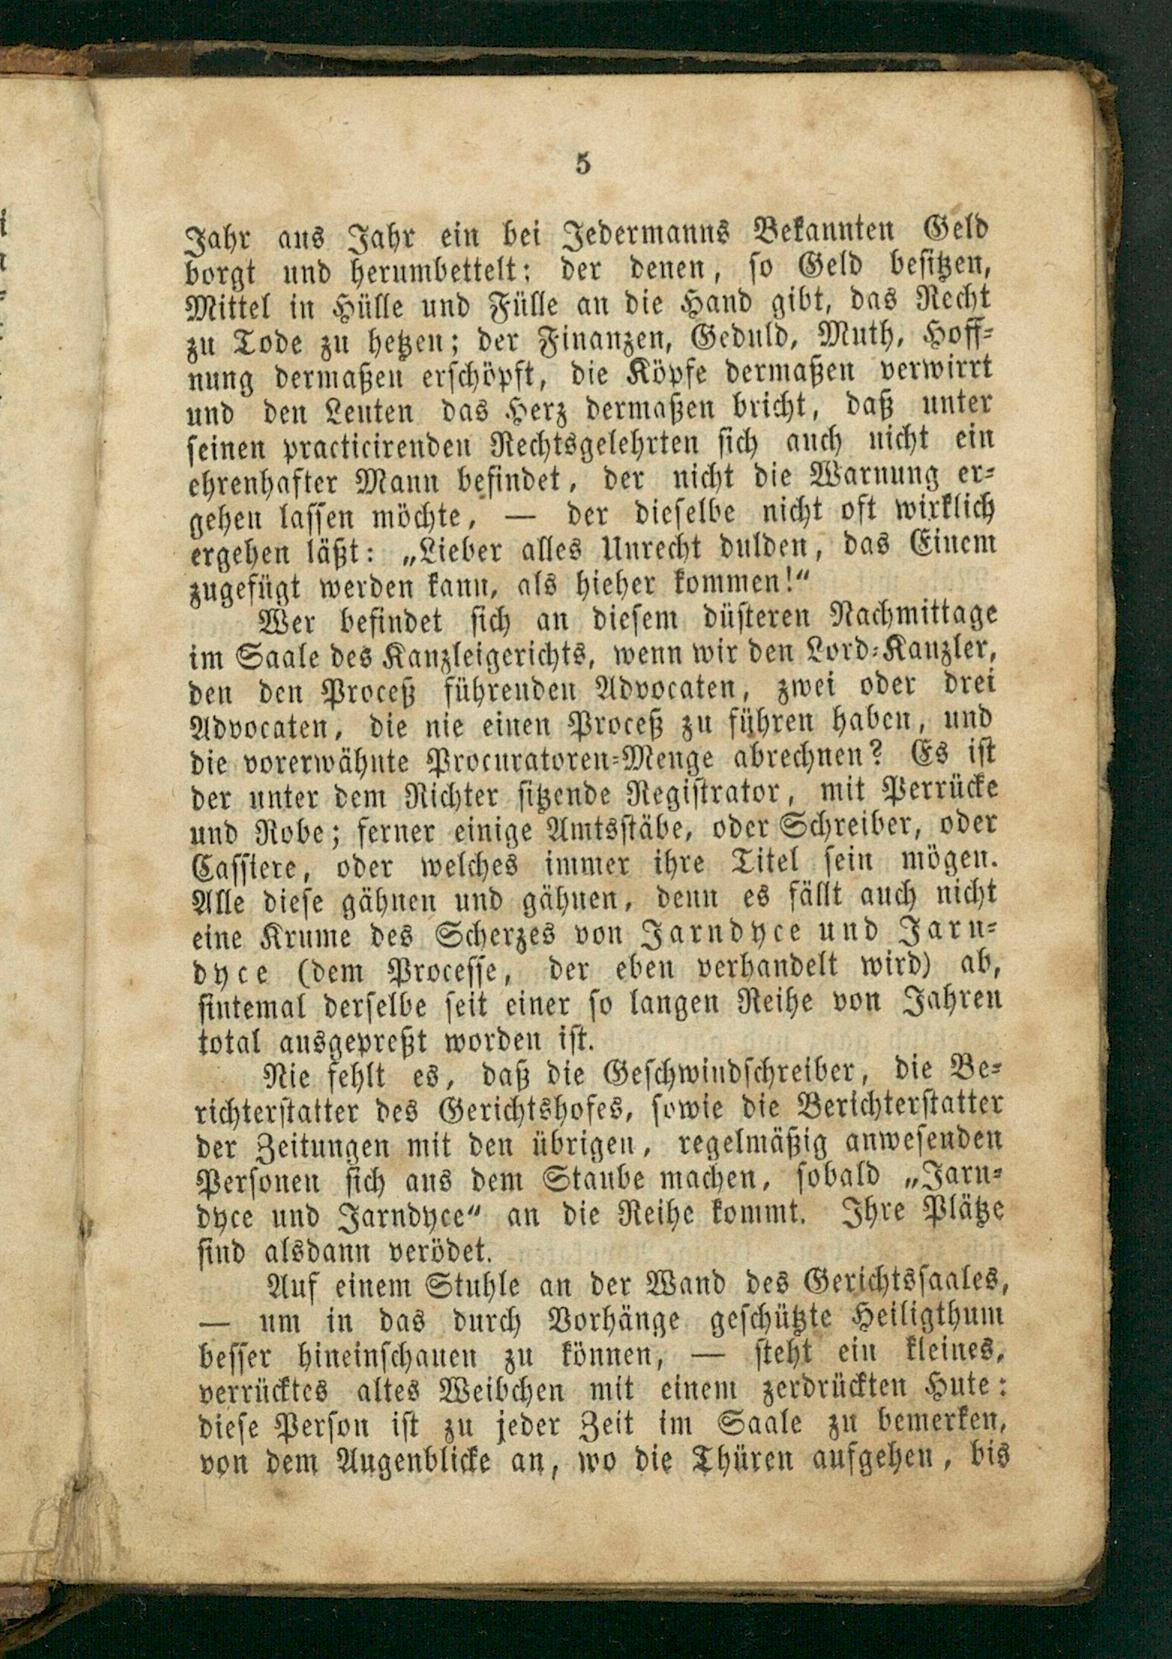 5
Jahr aus Jahr ein bei Jedermanns Bekannten Geld
borgt und herumbettelt: der denen, so Geld besitzen,
Mittel in Hülle und Fülle an die Hand gibt, das Recht
zu Tode zu hetzen; der Finanzen, Geduld, Muth, Hoff-
nung dermaßen erschöpft, die Köpfe dermaßen verwirrt
und den Leuten das Herz dermaßen bricht, daß unter
seinen practicirenden Rechtsgelehrten sich auch nicht ein
ehrenhafter Mann befindet, der nicht die Warnung er-
gehen lassen möchte, — der dieselbe nicht oft wirklich
ergehen läßt: „Lieber alles Unrecht dulden, das Einem
zugefügt werden kann, als hieher kommen!“
Wer befindet sich an diesem düsteren Nachmittage
im Saale des Kanzleigerichts, wenn wir den Lord-Kanzler,
den den Proceß führenden Advocaten, zwei oder drei
Advocaten, die nie einen Proceß zu führen haben, und
die vorerwähnte Procuratoren-Menge abrechnen? Es ist
der unter dem Richter sitzende Registrator, mit Perrücke
und Robe; ferner einige Amtsstäbe, oder Schreiber, oder
Cassiere, oder welches immer ihre Titel sein mögen.
Alle diese gähnen und gähnen, denn es fällt auch nicht
eine Krume des Scherzes von Jarndyce und Jarn-
dyce (dem Processe, der eben verhandelt wird) ab,
sintemal derselbe seit einer so langen Reihe von Jahren
total ausgepreßt worden ist.
Nie fehlt es, daß die Geschwindschreiber, die Be-
richterstatter des Gerichtshofes, sowie die Berichterstatter
der Zeitungen mit den übrigen, regelmäßig anwesenden
Personen sich aus dem Staube machen, sobald „Jarn-
dyce und Jarndyce“ an die Reihe kommt. Ihre Plätze
sind alsdann verödet.
Auf einem Stuhle an der Wand des Gerichtssaales,
— um in das durch Vorhänge geschützte Heiligthum
besser hineinschauen zu können, — steht ein kleines,
verrücktes altes Weibchen mit einem zerdrückten Hute:
diese Person ist zu jeder Zeit im Saale zu bemerken,
von dem Augenblicke an, wo die Thüren aufgehen, bis